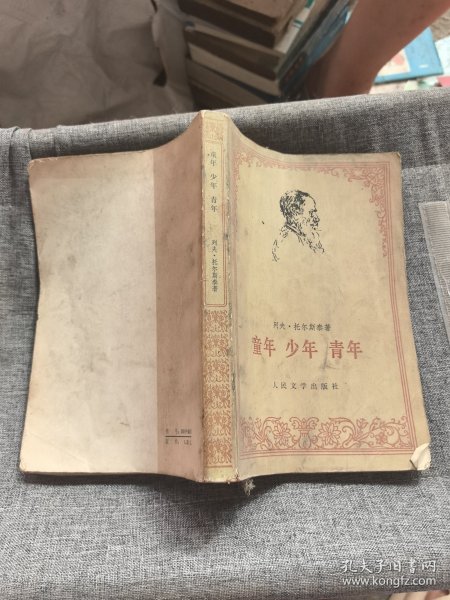 童年 少年 青年
列夫·托尔斯泰著
列夫·托尔斯泰著
童年 少年 青年
人民文学出版社
孔夫子旧书网
www.kongfz.com